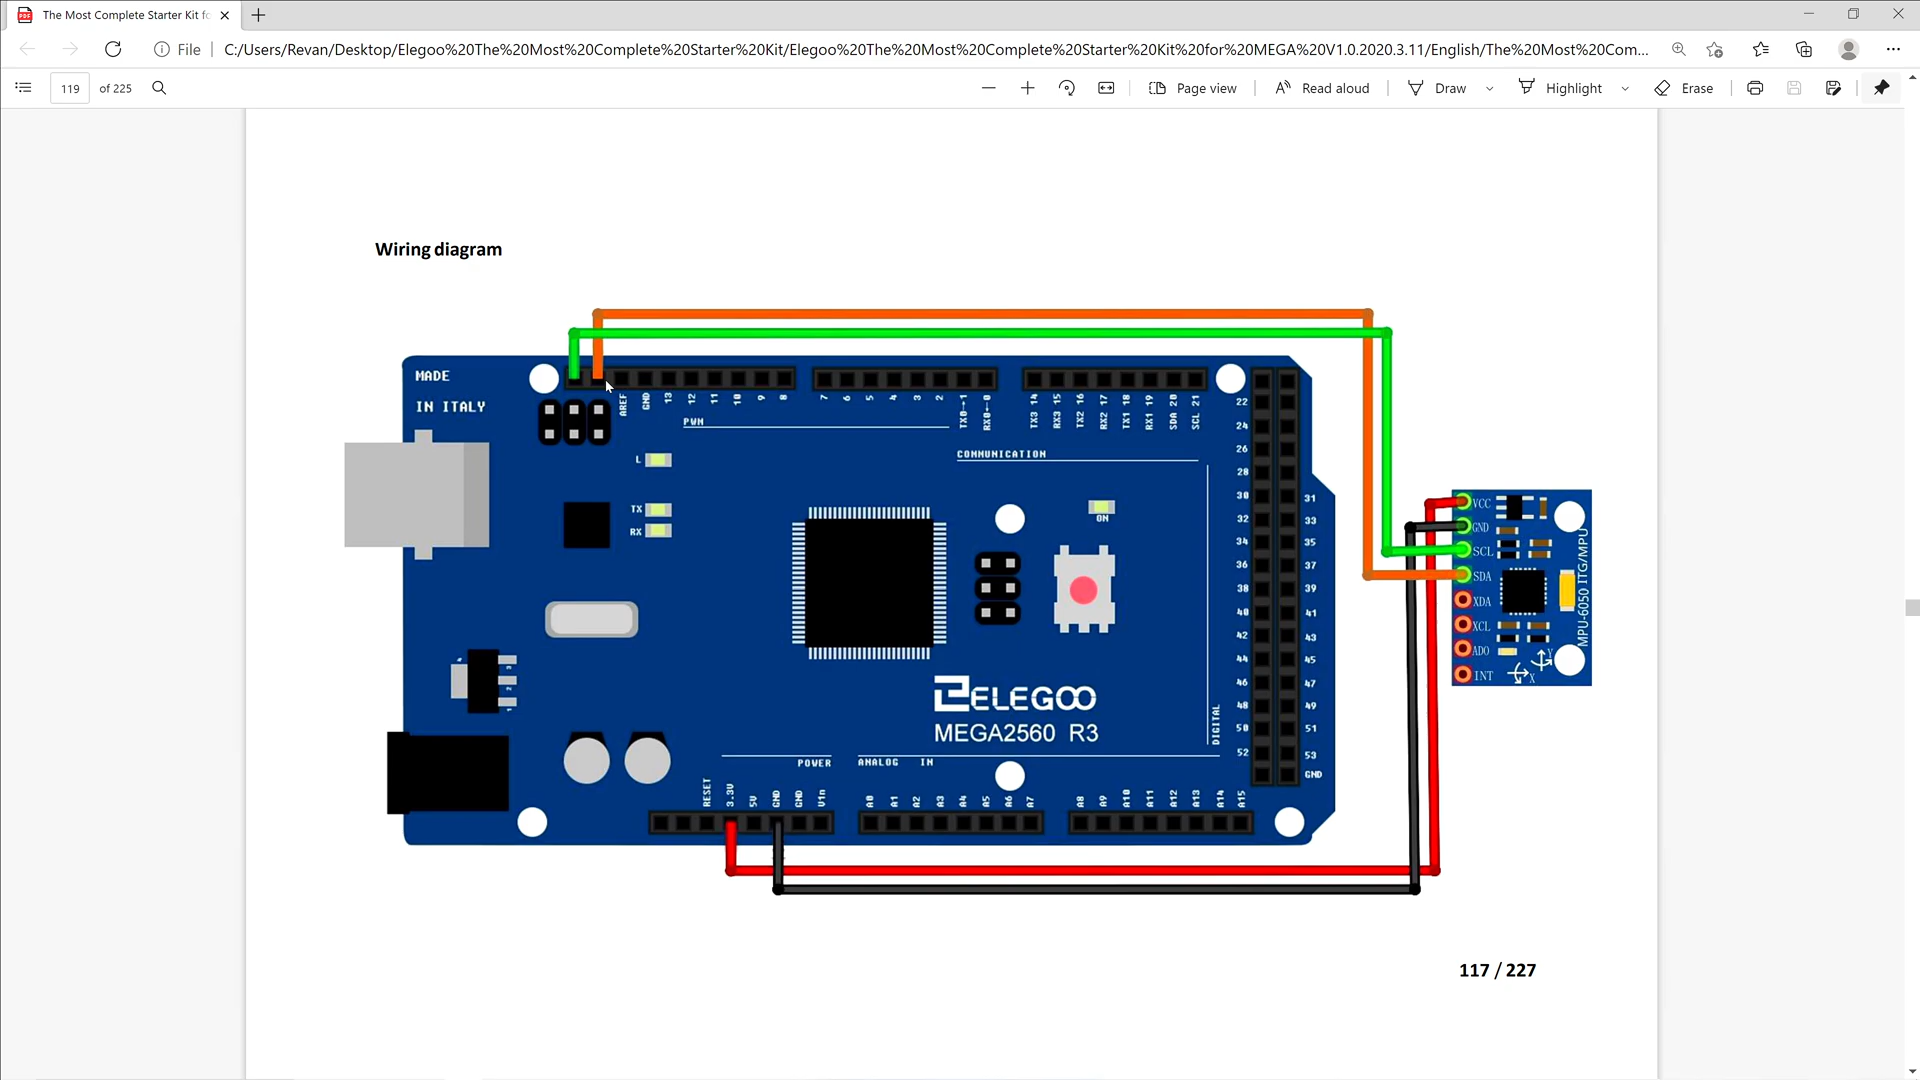 The Most Complete Starter Kit fo
File
C:/Users/Revan/Desktop/Elegoo%20The%20Most%20Complete%20Starter%20Kit/Elegoo%20The%20Most%20Complete%20Starter%20Kit%20for%20MEGA%20V1.0.2020.3.11/English/The%20Most%20Com...
119 of 225
Page view
Read aloud
Draw
Highlight
Erase
Wiring diagram
MADE
IN ITALY
AREF
GND
13
12
11
10
9
8
7
6
5
4
3
2
TX0→1
RX0←0
TX3 14
RX3 15
TX2 16
RX2 17
TX1 18
RX1 19
SDA 20
SCL 21
PWM
COMMUNICATION
L
TX
RX
ON
22
24
26
28
30 31
32 33
34 35
36 37
38 39
40 41
42 43
44 45
46 47
48 49
50 51
52 53
GND
DIGITAL
ELEGOO
MEGA2560 R3
VCC
GND
SCL
SDA
XDA
XCL
ADO
INT
MPU-6050 ITG/MPU
Y
X
3
2
1
POWER
ANALOG IN
RESET
3.3V
5V
GND
GND
Vin
A0
A1
A2
A3
A4
A5
A6
A7
A8
A9
A10
A11
A12
A13
A14
A15
117 / 227